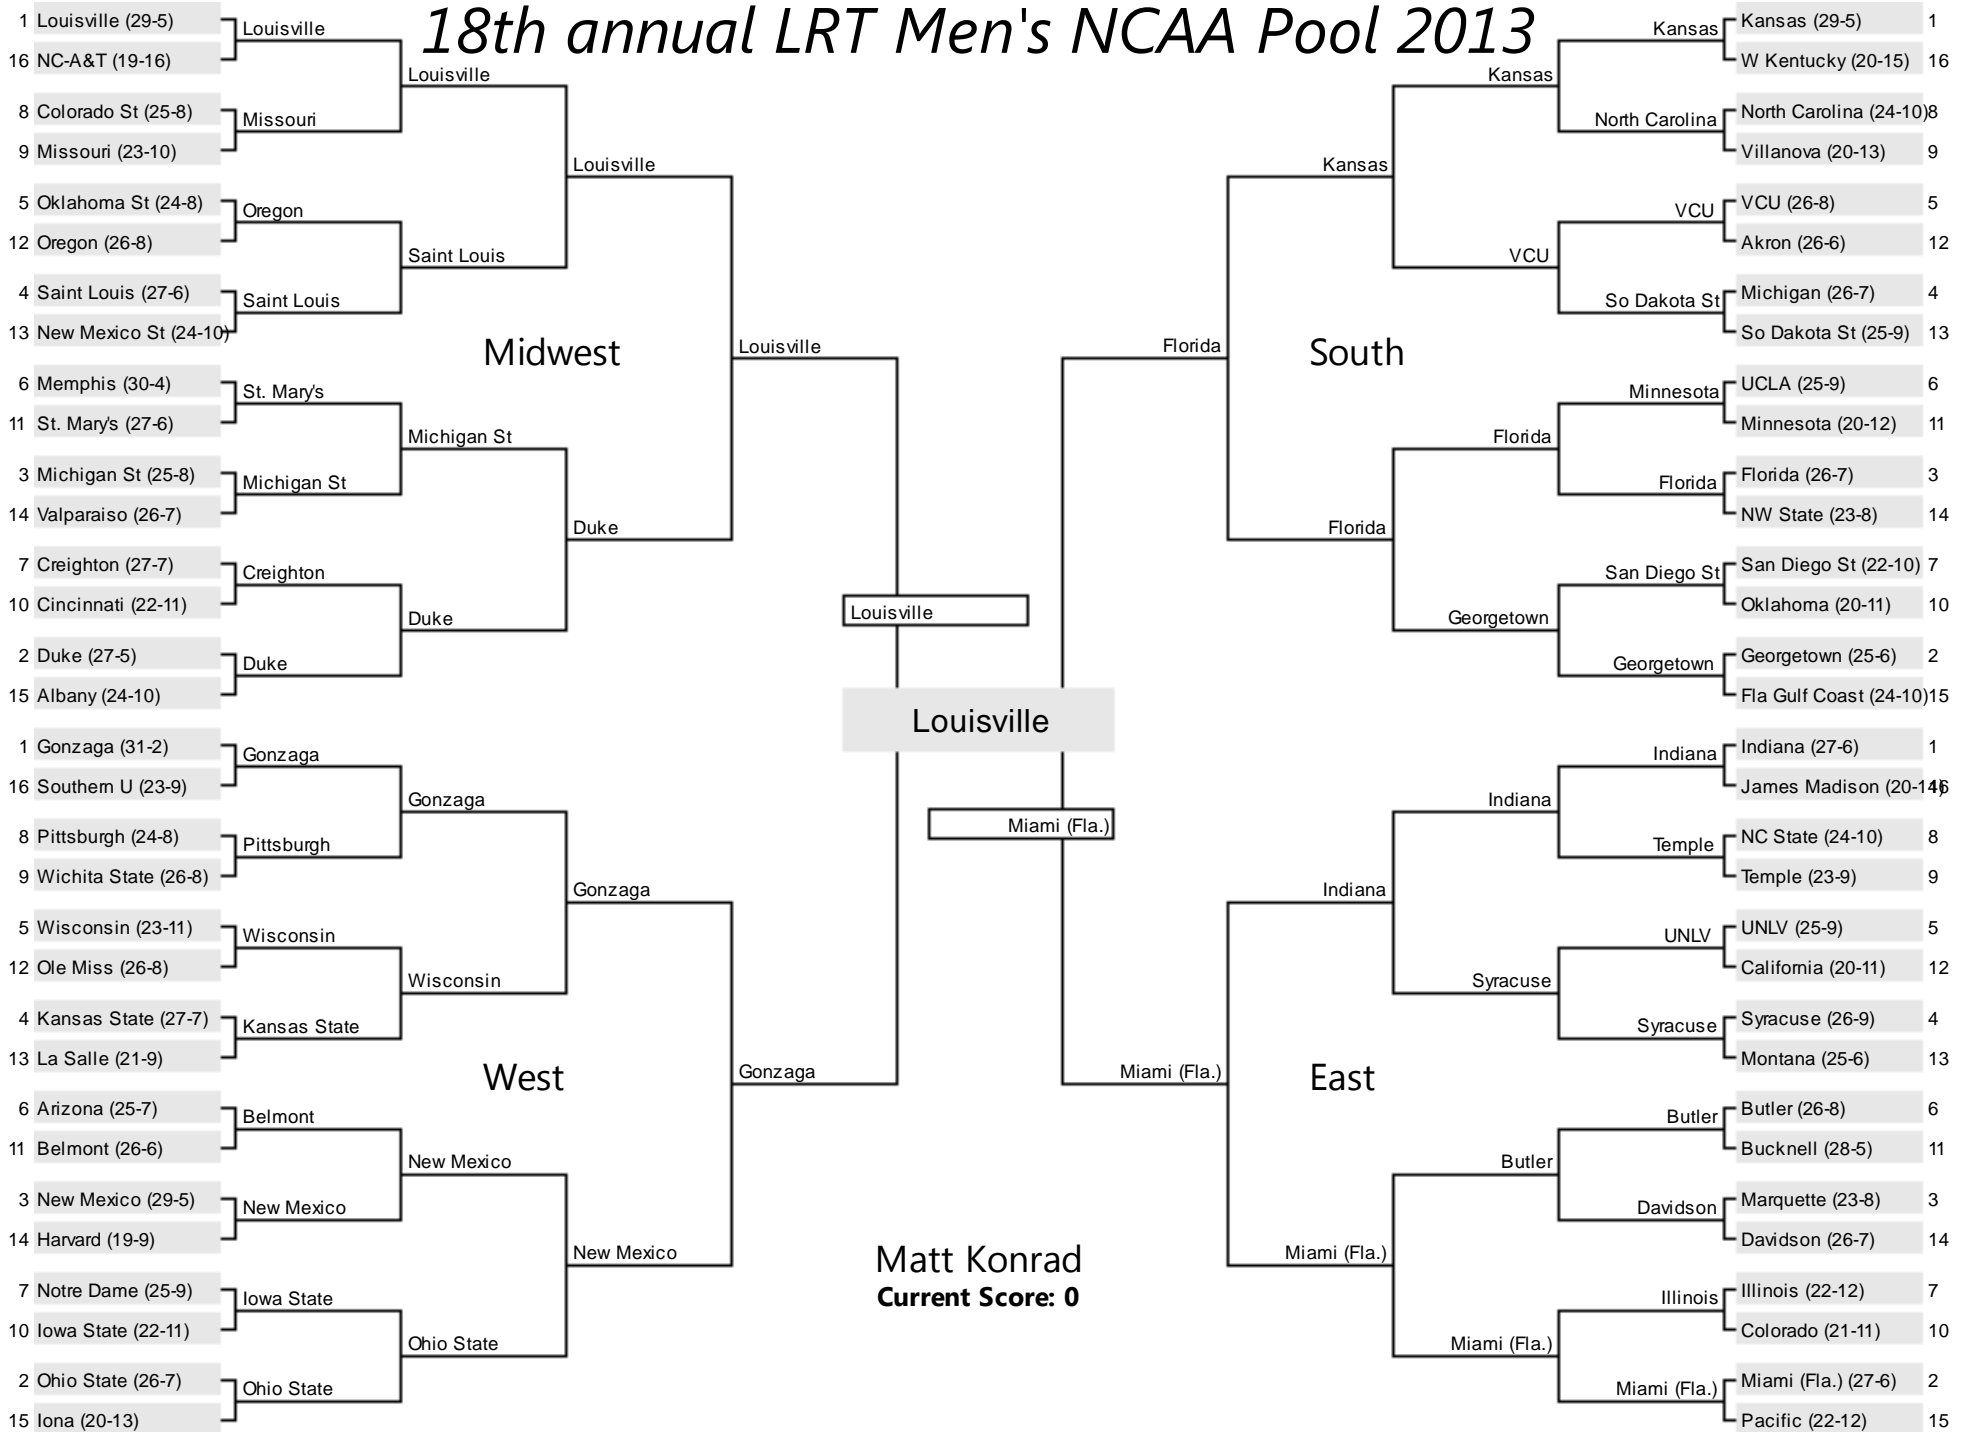 18th annual LRT Men's NCAA Pool 2013
1 Louisville (29-5)
16 NC-A&T (19-16)
8 Colorado St (25-8)
9 Missouri (23-10)
5 Oklahoma St (24-8)
12 Oregon (26-8)
4 Saint Louis (27-6)
13 New Mexico St (24-10)
6 Memphis (30-4)
11 St. Mary's (27-6)
3 Michigan St (25-8)
14 Valparaiso (26-7)
7 Creighton (27-7)
10 Cincinnati (22-11)
2 Duke (27-5)
15 Albany (24-10)
Louisville
Missouri
Oregon
Saint Louis
St. Mary's
Michigan St
Creighton
Duke
Louisville
Saint Louis
Michigan St
Duke
Louisville
Duke
Midwest
Louisville
1 Gonzaga (31-2)
16 Southern U (23-9)
8 Pittsburgh (24-8)
9 Wichita State (26-8)
5 Wisconsin (23-11)
12 Ole Miss (26-8)
4 Kansas State (27-7)
13 La Salle (21-9)
6 Arizona (25-7)
11 Belmont (26-6)
3 New Mexico (29-5)
14 Harvard (19-9)
7 Notre Dame (25-9)
10 Iowa State (22-11)
2 Ohio State (26-7)
15 Iona (20-13)
Gonzaga
Pittsburgh
Wisconsin
Kansas State
Belmont
New Mexico
Iowa State
Ohio State
Gonzaga
Wisconsin
New Mexico
Ohio State
Gonzaga
New Mexico
West
Gonzaga
Louisville
Louisville
Miami (Fla.)
Matt Konrad
Current Score: 0
Kansas (29-5) 1
W Kentucky (20-15) 16
North Carolina (24-10) 8
Villanova (20-13) 9
VCU (26-8) 5
Akron (26-6) 12
Michigan (26-7) 4
So Dakota St (25-9) 13
UCLA (25-9) 6
Minnesota (20-12) 11
Florida (26-7) 3
NW State (23-8) 14
San Diego St (22-10) 7
Oklahoma (20-11) 10
Georgetown (25-6) 2
Fla Gulf Coast (24-10) 15
Kansas
North Carolina
VCU
So Dakota St
Minnesota
Florida
San Diego St
Georgetown
Kansas
VCU
Florida
Georgetown
Kansas
Florida
South
Florida
Indiana (27-6) 1
James Madison (20-14) 16
NC State (24-10) 8
Temple (23-9) 9
UNLV (25-9) 5
California (20-11) 12
Syracuse (26-9) 4
Montana (25-6) 13
Butler (26-8) 6
Bucknell (28-5) 11
Marquette (23-8) 3
Davidson (26-7) 14
Illinois (22-12) 7
Colorado (21-11) 10
Miami (Fla.) (27-6) 2
Pacific (22-12) 15
Indiana
Temple
UNLV
Syracuse
Butler
Davidson
Illinois
Miami (Fla.)
Indiana
Syracuse
Butler
Miami (Fla.)
Indiana
Miami (Fla.)
East
Miami (Fla.)